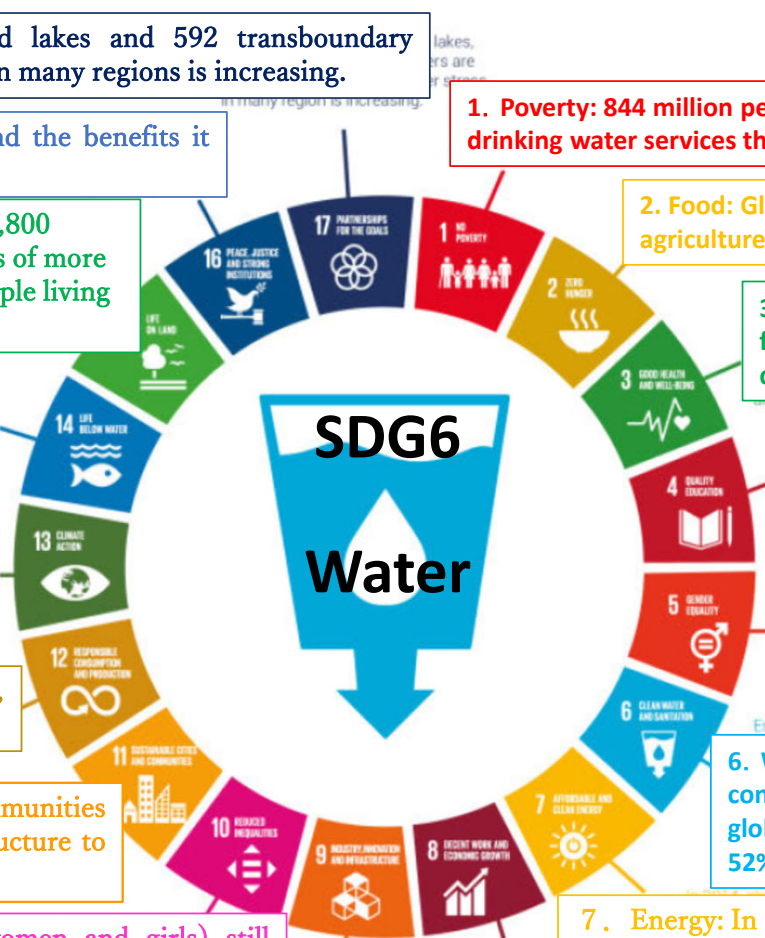 d lakes and 592 transboundary
n many regions is increasing.
lakes,
ers are
er stress
in many region is increasing.
nd the benefits it
,800
s of more
ple living
1. Poverty: 844 million pe
drinking water services th
2. Food: Gl
agriculture
3
f
17 PARTNERSHIPS
FOR THE GOALS
1 NO
POVERTY
2 ZERO
HUNGER
3 GOOD HEALTH
AND WELL-BEING
4 QUALITY
EDUCATION
5 GENDER
EQUALITY
6 CLEAN WATER
AND SANITATION
7 AFFORDABLE AND
CLEAN ENERGY
8 DECENT WORK AND
ECONOMIC GROWTH
9 INDUSTRY, INNOVATION
AND INFRASTRUCTURE
10 REDUCED
INEQUALITIES
11 SUSTAINABLE CITIES
AND COMMUNITIES
12 RESPONSIBLE
CONSUMPTION
AND PRODUCTION
13 CLIMATE
ACTION
14 LIFE
BELOW WATER
LIFE
ON LAND
16 PEACE, JUSTICE
AND STRONG
INSTITUTIONS
SDG6
Water
6. W
con
glo
52%
munities
ucture to
7. Energy: In
omen and girls) still